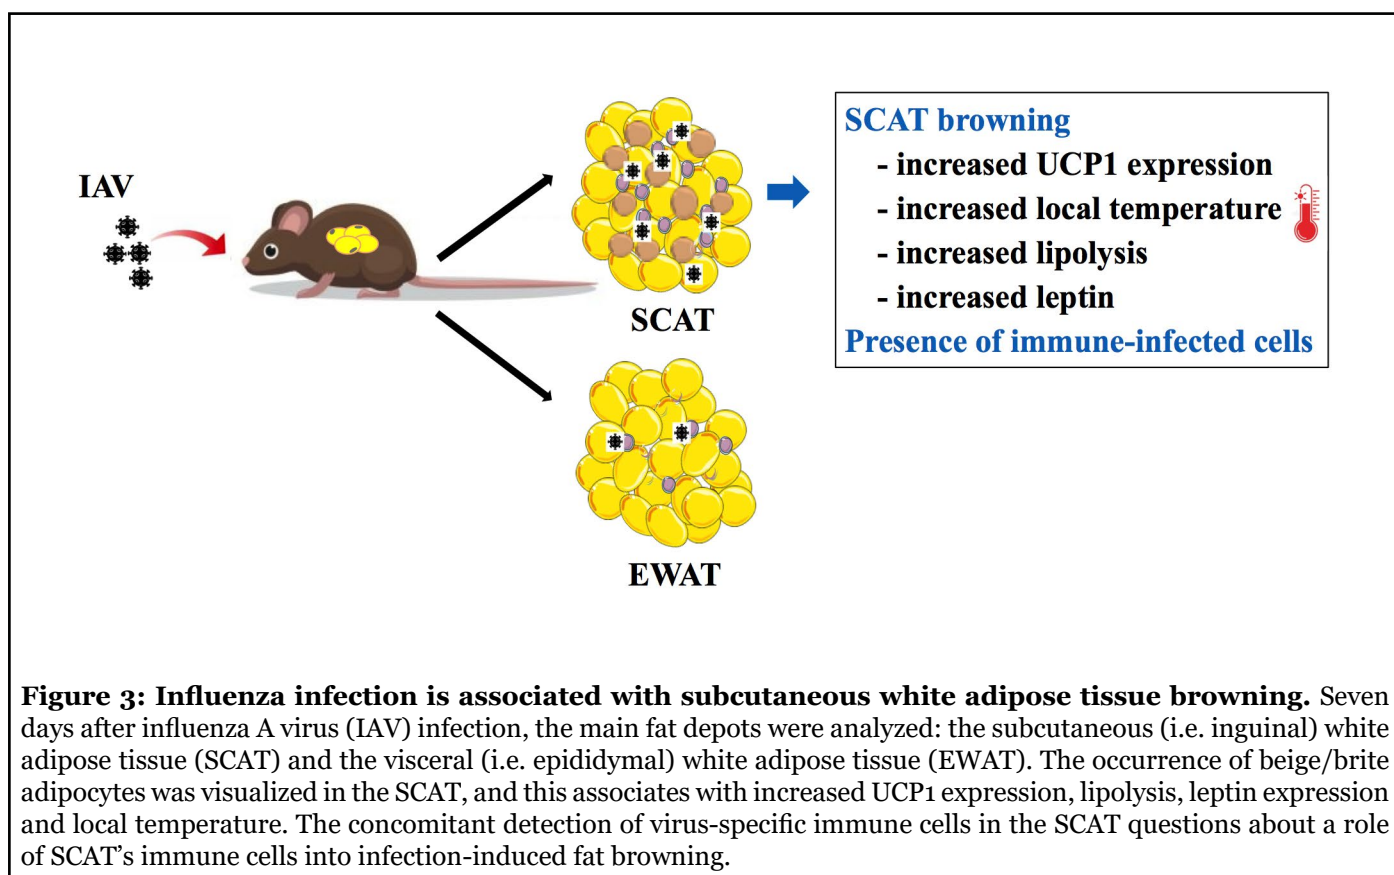 IAV
SCAT
EWAT
SCAT browning
- increased UCP1 expression
- increased local temperature
- increased lipolysis
- increased leptin
Presence of immune-infected cells
Figure 3: Influenza infection is associated with subcutaneous white adipose tissue browning. Seven
days after influenza A virus (IAV) infection, the main fat depots were analyzed: the subcutaneous (i.e. inguinal) white
adipose tissue (SCAT) and the visceral (i.e. epididymal) white adipose tissue (EWAT). The occurrence of beige/brite
adipocytes was visualized in the SCAT, and this associates with increased UCP1 expression, lipolysis, leptin expression
and local temperature. The concomitant detection of virus-specific immune cells in the SCAT questions about a role
of SCAT’s immune cells into infection-induced fat browning.